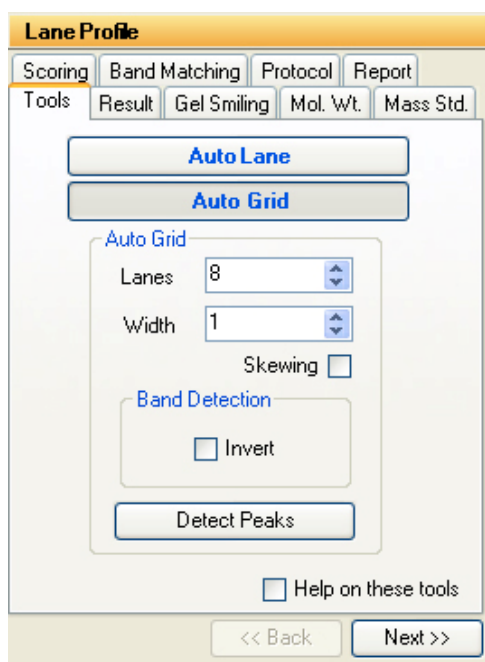 Lane Profile
Scoring Band Matching Protocol Report
Tools Result Gel Smiling Mol. Wt. Mass Std.
Auto Lane
Auto Grid
Auto Grid
Lanes 8
Width 1
Skewing
Band Detection
Invert
Detect Peaks
Help on these tools
<< Back Next >>